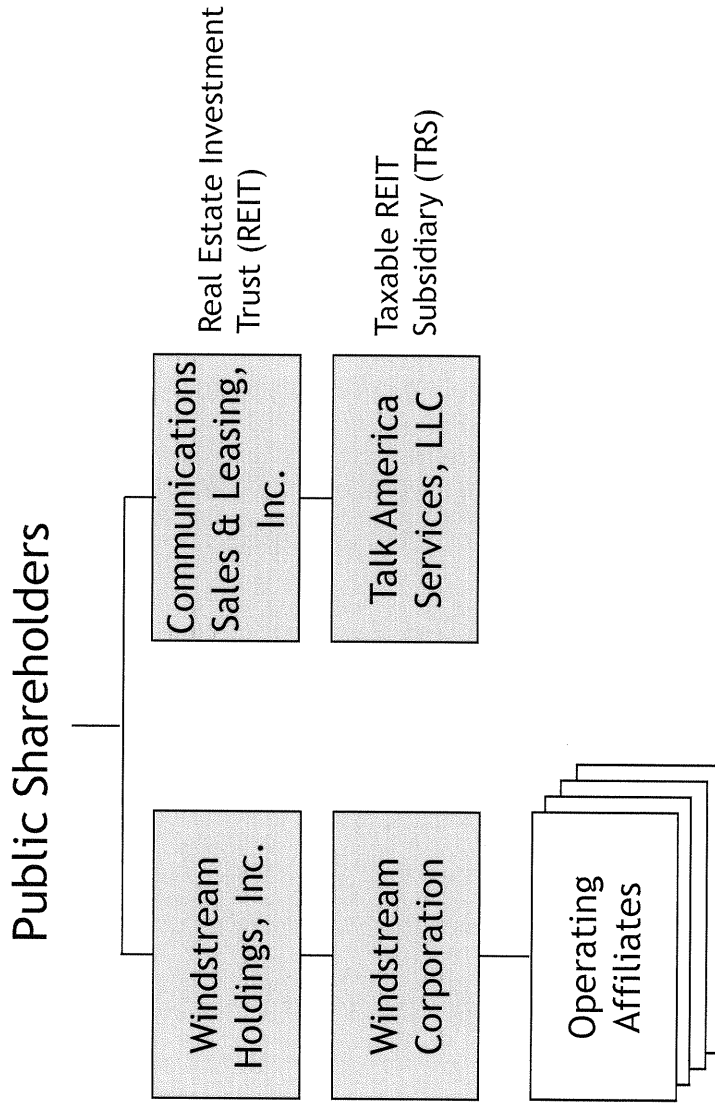 Public Shareholders
Windstream
Holdings, Inc.
Communications
Sales & Leasing,
Inc.
Real Estate Investment
Trust (REIT)
Windstream
Corporation
Talk America
Services, LLC
Taxable REIT
Subsidiary (TRS)
Operating
Affiliates